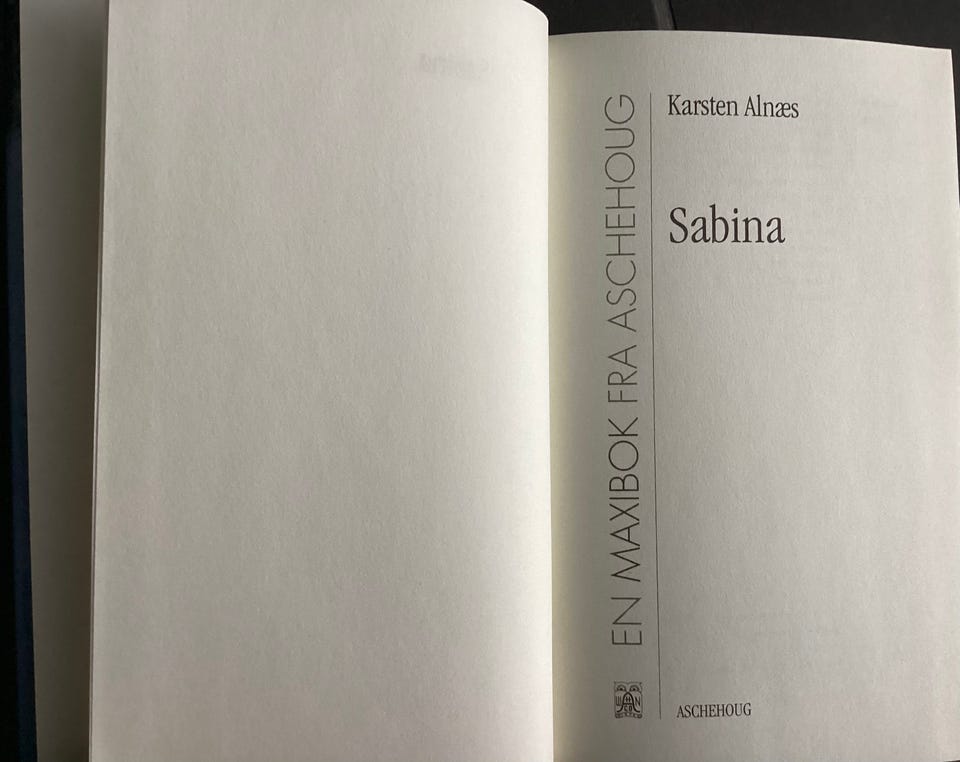 Karsten Alnæs
Sabina
EN MAXIBOK FRA ASCHEHOUG
ASCHEHOUG